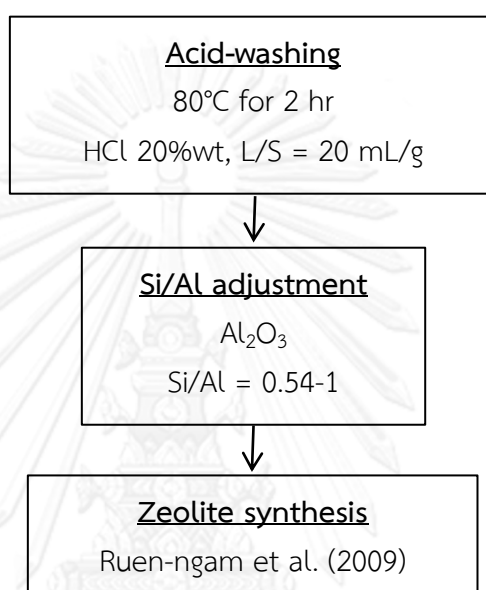 Acid-washing
80°C for 2 hr
HCl 20%wt, L/S = 20 mL/g
Si/Al adjustment
Al₂O₃
Si/Al = 0.54-1
Zeolite synthesis
Ruen-ngam et al. (2009)